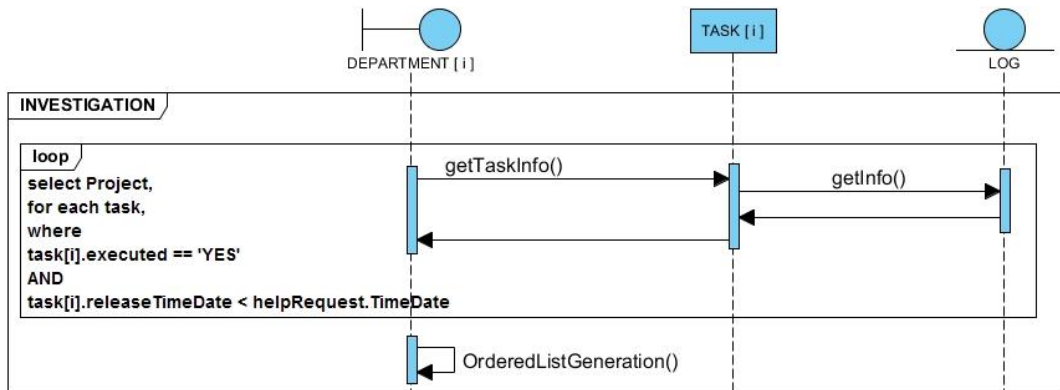 DEPARTMENT [ i ]
TASK [ i ]
LOG
INVESTIGATION
loop
select Project,
for each task,
where
task[i].executed == 'YES'
AND
task[i].releaseTimeDate < helpRequest.TimeDate
getTaskInfo()
getInfo()
OrderedListGeneration()